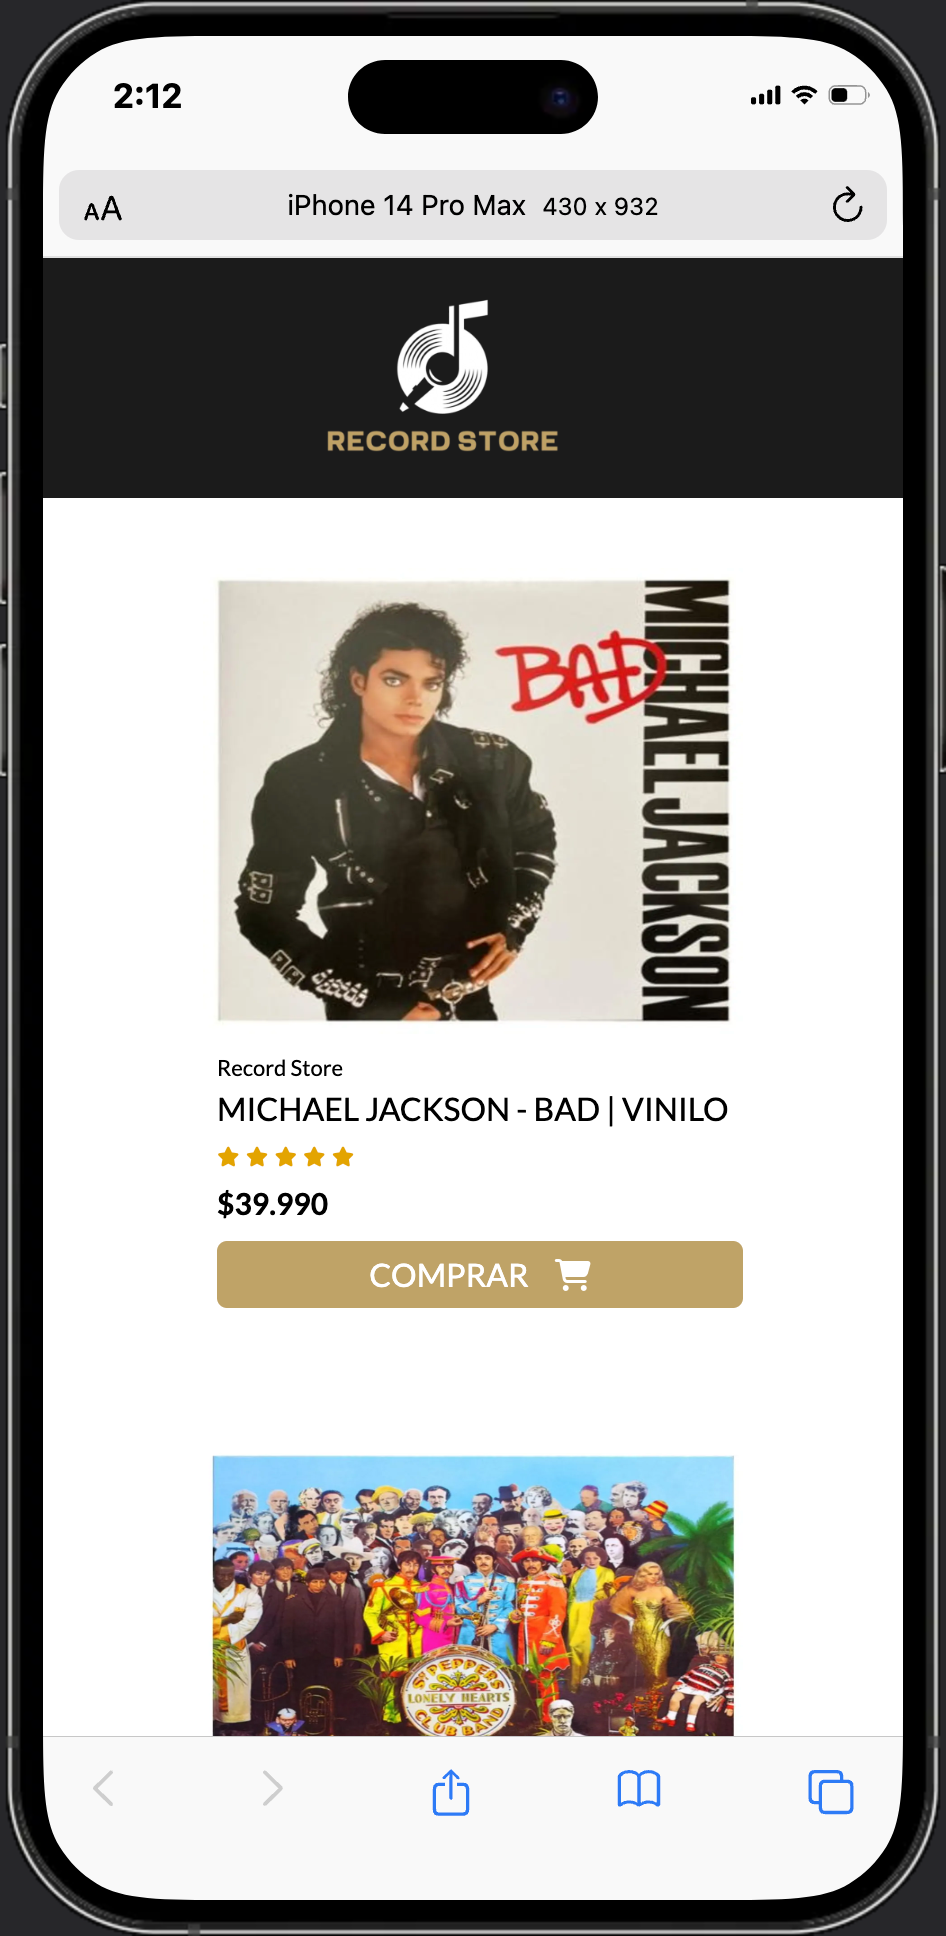 2:12
AA
iPhone 14 Pro Max 430 x 932
RECORD STORE
BAD
MICHAEL JACKSON
Record Store
MICHAEL JACKSON - BAD | VINILO
$39.990
COMPRAR
SGT PEPPERS
LONELY HEARTS
CLUB BAND